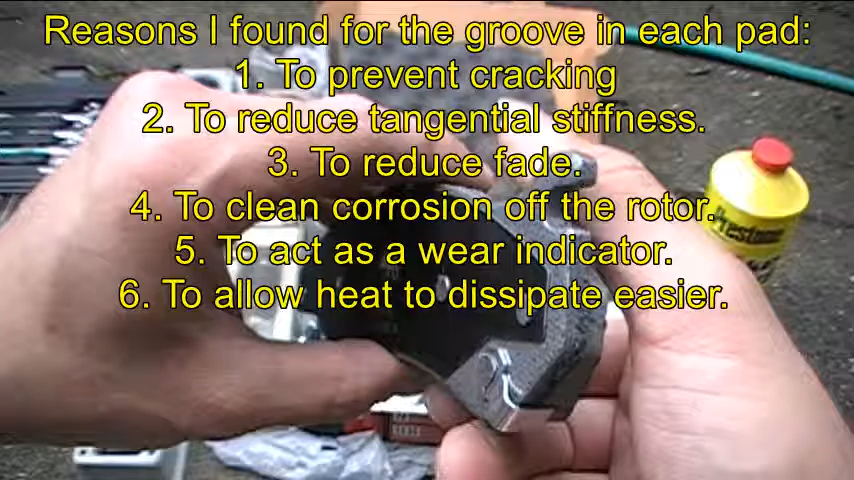 Reasons I found for the groove in each pad:
1. To prevent cracking
2. To reduce tangential stiffness.
3. To reduce fade.
4. To clean corrosion off the rotor.
5. To act as a wear indicator.
6. To allow heat to dissipate easier.
Prestone